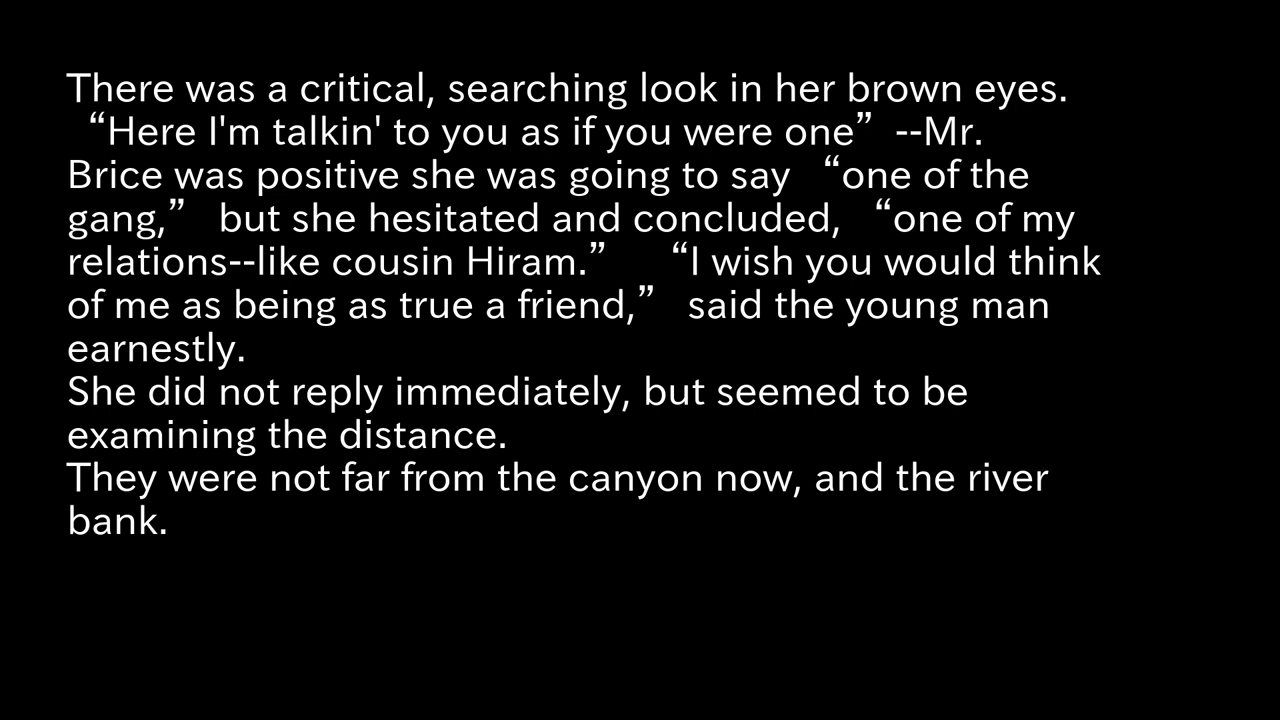 There was a critical, searching look in her brown eyes.
“Here I'm talkin' to you as if you were one” --Mr.
Brice was positive she was going to say “one of the
gang,” but she hesitated and concluded, “one of my
relations--like cousin Hiram.” “I wish you would think
of me as being as true a friend,” said the young man
earnestly.
She did not reply immediately, but seemed to be
examining the distance.
They were not far from the canyon now, and the river
bank.